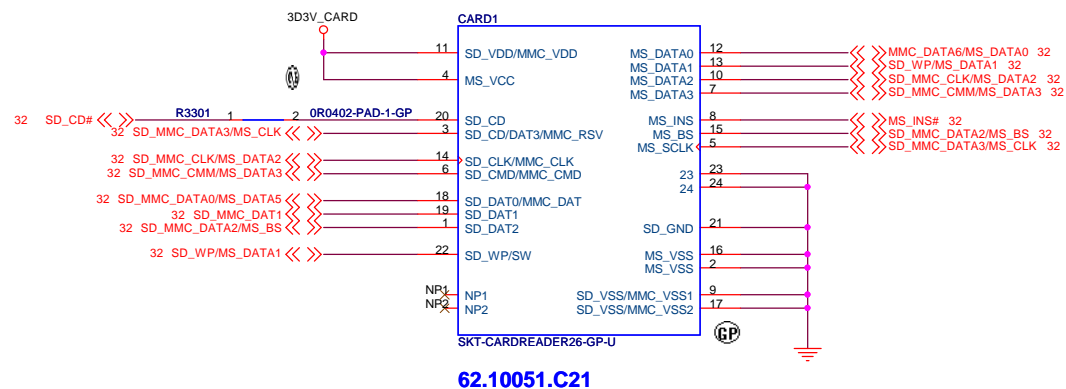 3D3V_CARD
CARD1
11 SD_VDD/MMC_VDD
4 MS_VCC
32 SD_CD# R3301 1 2 0R0402-PAD-1-GP 20 SD_CD
32 SD_MMC_DATA3/MS_CLK 3 SD_CD/DAT3/MMC_RSV
32 SD_MMC_CLK/MS_DATA2 14 SD_CLK/MMC_CLK
32 SD_MMC_CMM/MS_DATA3 6 SD_CMD/MMC_CMD
32 SD_MMC_DATA0/MS_DATA5 18 SD_DAT0/MMC_DAT
32 SD_MMC_DAT1 19 SD_DAT1
32 SD_MMC_DATA2/MS_BS 1 SD_DAT2
32 SD_WP/MS_DATA1 22 SD_WP/SW
NP1 NP1
NP2 NP2
MS_DATA0 12 MMC_DATA6/MS_DATA0 32
MS_DATA1 13 SD_WP/MS_DATA1 32
MS_DATA2 10 SD_MMC_CLK/MS_DATA2 32
MS_DATA3 7 SD_MMC_CMM/MS_DATA3 32
MS_INS 8 MS_INS# 32
MS_BS 15 SD_MMC_DATA2/MS_BS 32
MS_SCLK 5 SD_MMC_DATA3/MS_CLK 32
23 23
24 24
SD_GND 21
MS_VSS 16
MS_VSS 2
SD_VSS/MMC_VSS1 9
SD_VSS/MMC_VSS2 17
GP
SKT-CARDREADER26-GP-U
62.10051.C21